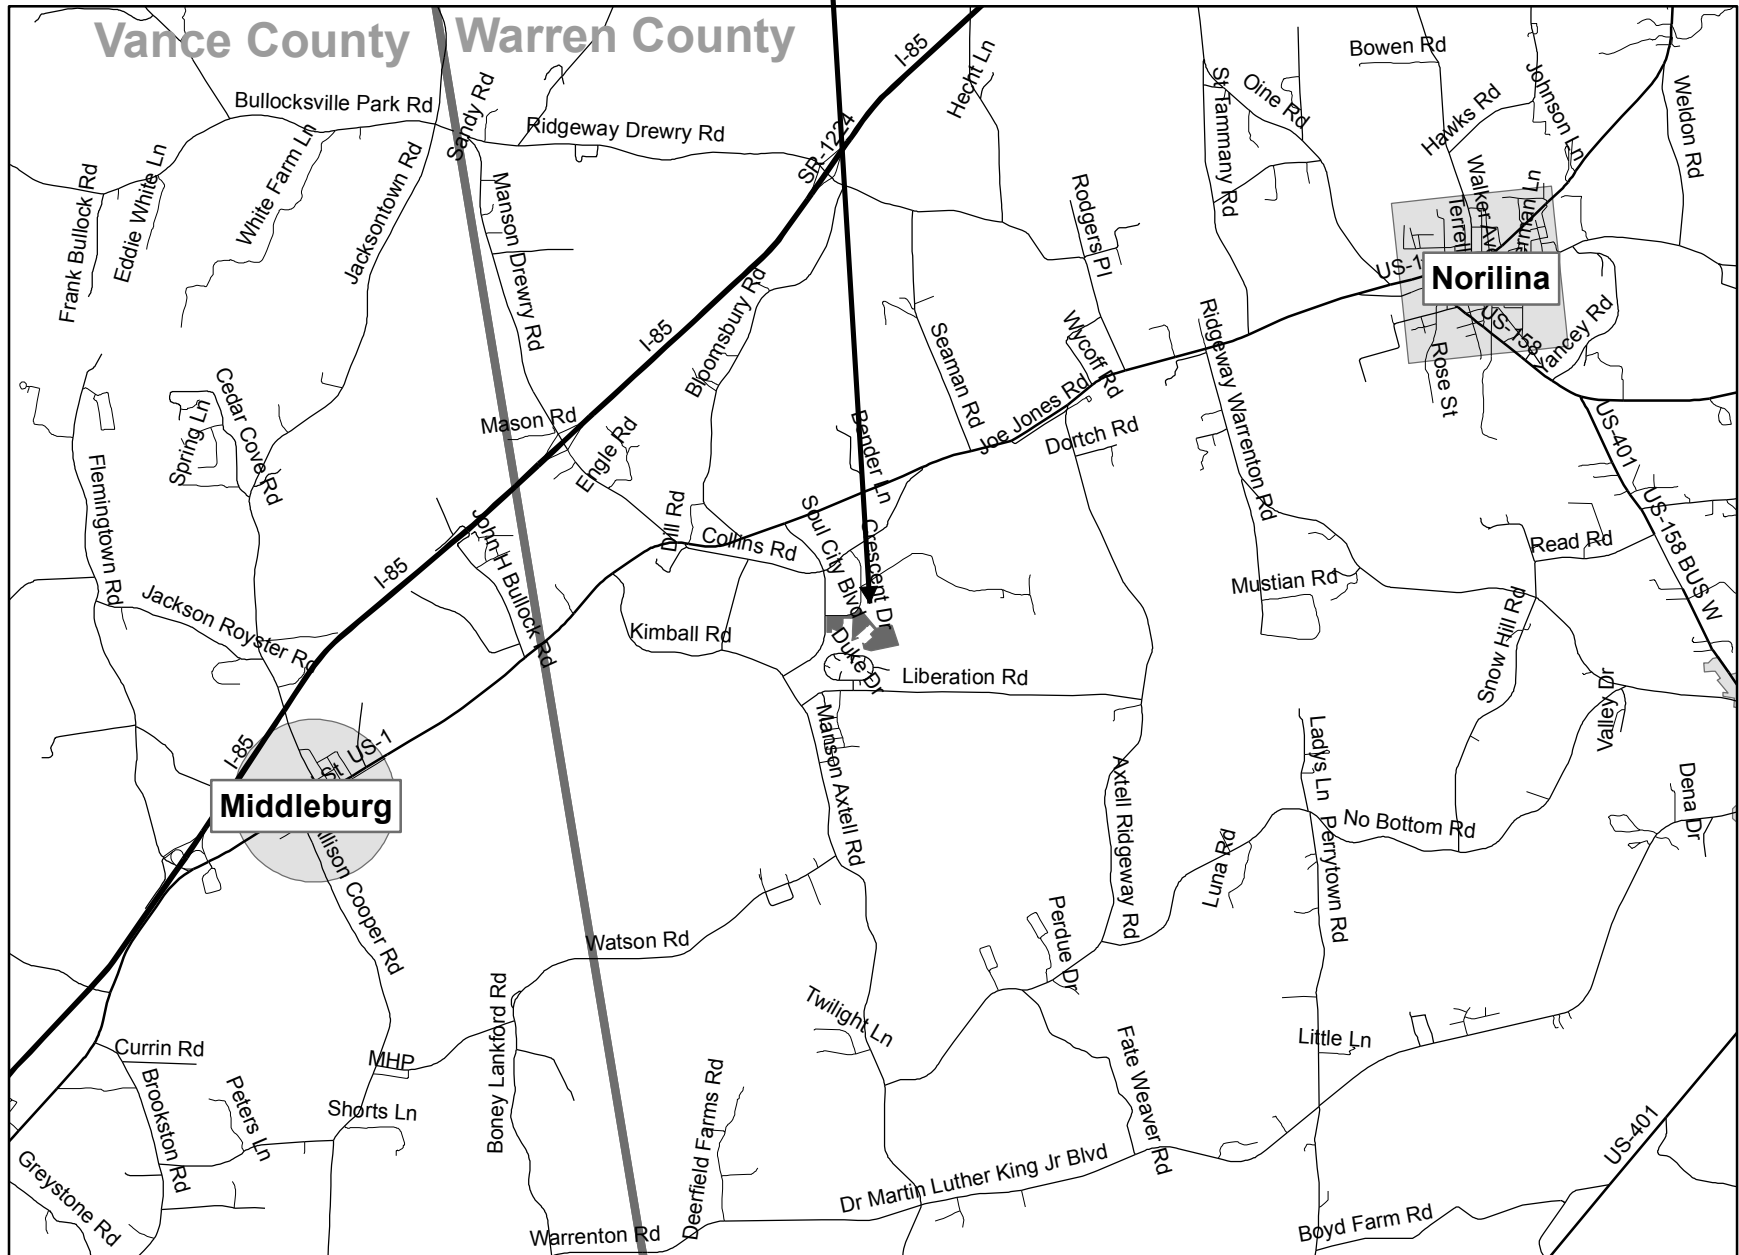 Vance County
Warren County
I-85
Hecht Ln
Bowen Rd
St Tammany Rd
Oine Rd
Johnson Ln
Hawks Rd
Weldon Rd
Bullocksville Park Rd
Sandy Rd
Ridgeway Drewry Rd
SR-1224
White Farm Ln
Eddie White Ln
Frank Bullock Rd
Jacksontown Rd
Manson Drewry Rd
Rodgers Pl
Walker Av
Terrell
rman Ln
US-1
Norilina
US-158
Yancey Rd
Rose St
I-85
Bloomsbury Rd
Seaman Rd
Wycoff Rd
Ridgeway Warrenton Rd
Spring Ln
Cedar Cove Rd
Mason Rd
Engle Rd
Bender Ln
Joe Jones Rd
Dortch Rd
US-401
US-158 BUS W
Flemingtown Rd
John H Bullock Rd
Dill Rd
Collins Rd
Soul City Blvd
Crescent Dr
Read Rd
I-85
Jackson Royster Rd
Kimball Rd
Duke Dr
Liberation Rd
Mustian Rd
Snow Hill Rd
Valley Dr
I-85
St
US-1
Middleburg
Manson Axtell Rd
Axtell Ridgeway Rd
Ladys Ln
No Bottom Rd
Dena Dr
Luna Rd
Perrytown Rd
llison Cooper Rd
Watson Rd
Perdue Dr
Boney Lankford Rd
Twilight Ln
Little Ln
Currin Rd
MHP
Fate Weaver Rd
Brookston Rd
Peters Ln
Shorts Ln
Deerfield Farms Rd
US-401
Greystone Rd
Dr Martin Luther King Jr Blvd
Warrenton Rd
Boyd Farm Rd